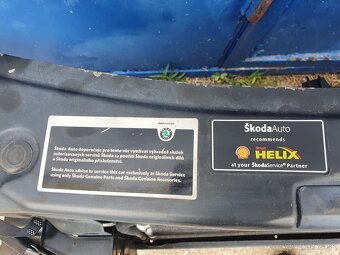 Škoda Auto doporučuje pro tento vůz využívat výhradně služeb
autorizovaných servisů Škoda za použití Škoda originálních dílů
a Škoda originálního příslušenství.
Škoda Auto advise to service this car exclusively at Škoda Service
using only Škoda Genuine Parts and Škoda Genuine Accessories.
ŠkodaAuto
recommends
Shell
HELIX
at your ŠkodaService® Partner